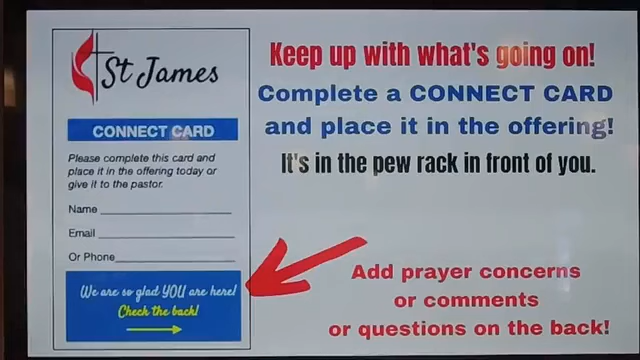 St James
CONNECT CARD
Please complete this card and
place it in the offering today or
give it to the pastor.
Name
Email
Or Phone
We are so glad YOU are here!
Check the back!
Keep up with what's going on!
Complete a CONNECT CARD
and place it in the offering!
It's in the pew rack in front of you.
Add prayer concerns
or comments
or questions on the back!